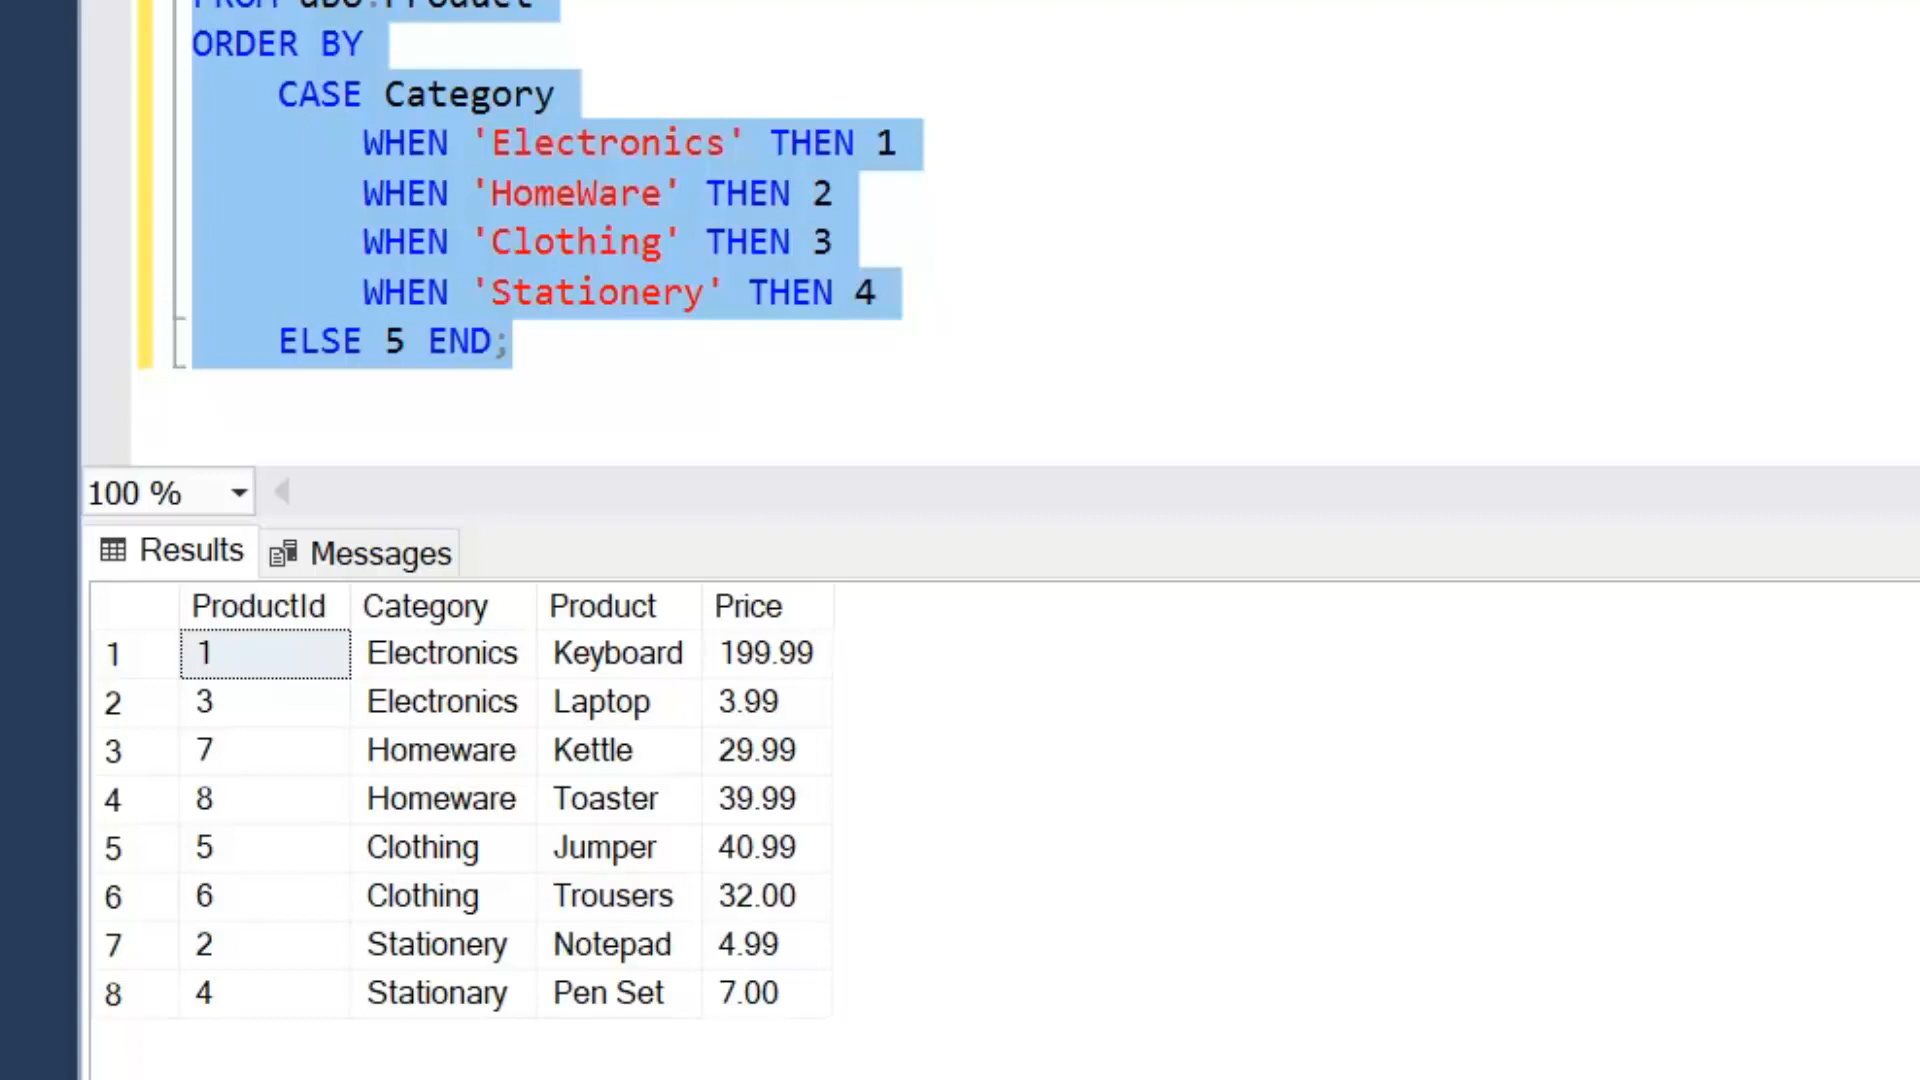 FROM dbo.Product
ORDER BY
CASE Category
WHEN 'Electronics' THEN 1
WHEN 'HomeWare' THEN 2
WHEN 'Clothing' THEN 3
WHEN 'Stationery' THEN 4
ELSE 5 END;
100 %
Results Messages
ProductId Category Product Price
1 1 Electronics Keyboard 199.99
2 3 Electronics Laptop 3.99
3 7 Homeware Kettle 29.99
4 8 Homeware Toaster 39.99
5 5 Clothing Jumper 40.99
6 6 Clothing Trousers 32.00
7 2 Stationery Notepad 4.99
8 4 Stationary Pen Set 7.00